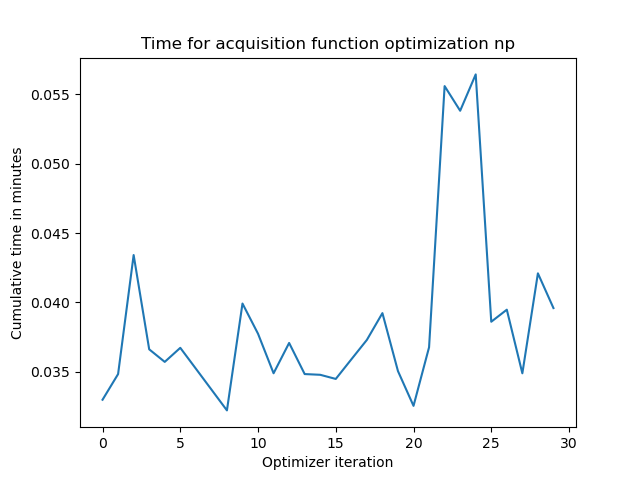 Time for acquisition function optimization np
Cumulative time in minutes
0.055
0.050
0.045
0.040
0.035
0 5 10 15 20 25 30
Optimizer iteration